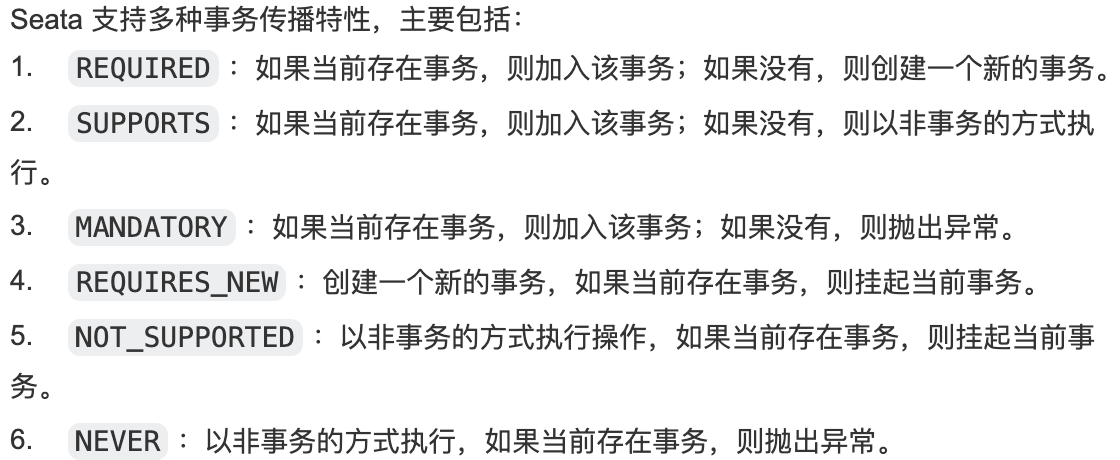 Seata 支持多种事务传播特性，主要包括：
1. REQUIRED ：如果当前存在事务，则加入该事务；如果没有，则创建一个新的事务。
2. SUPPORTS ：如果当前存在事务，则加入该事务；如果没有，则以非事务的方式执
行。
3. MANDATORY ：如果当前存在事务，则加入该事务；如果没有，则抛出异常。
4. REQUIRES_NEW ：创建一个新的事务，如果当前存在事务，则挂起当前事务。
5. NOT_SUPPORTED ：以非事务的方式执行操作，如果当前存在事务，则挂起当前事
务。
6. NEVER ：以非事务的方式执行，如果当前存在事务，则抛出异常。